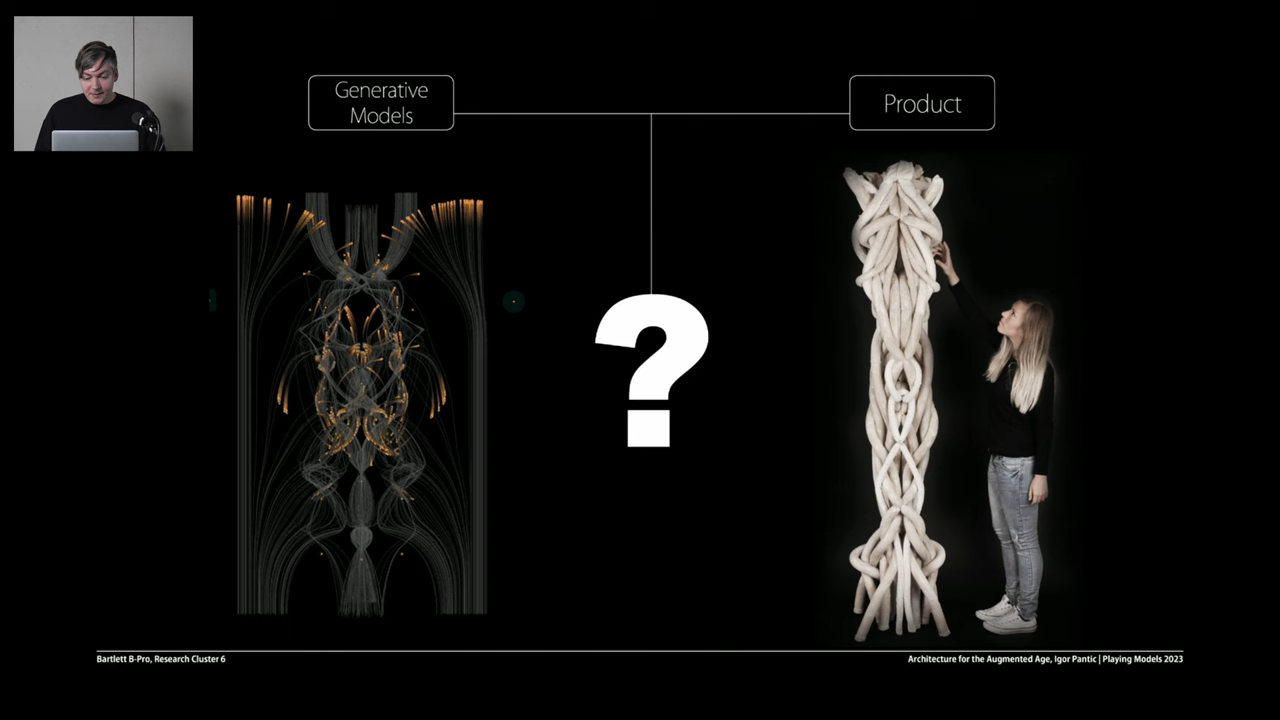 Generative
Models
Product
?
Bartlett B-Pro, Research Cluster 6
Architecture for the Augmented Age, Igor Pantic | Playing Models 2023